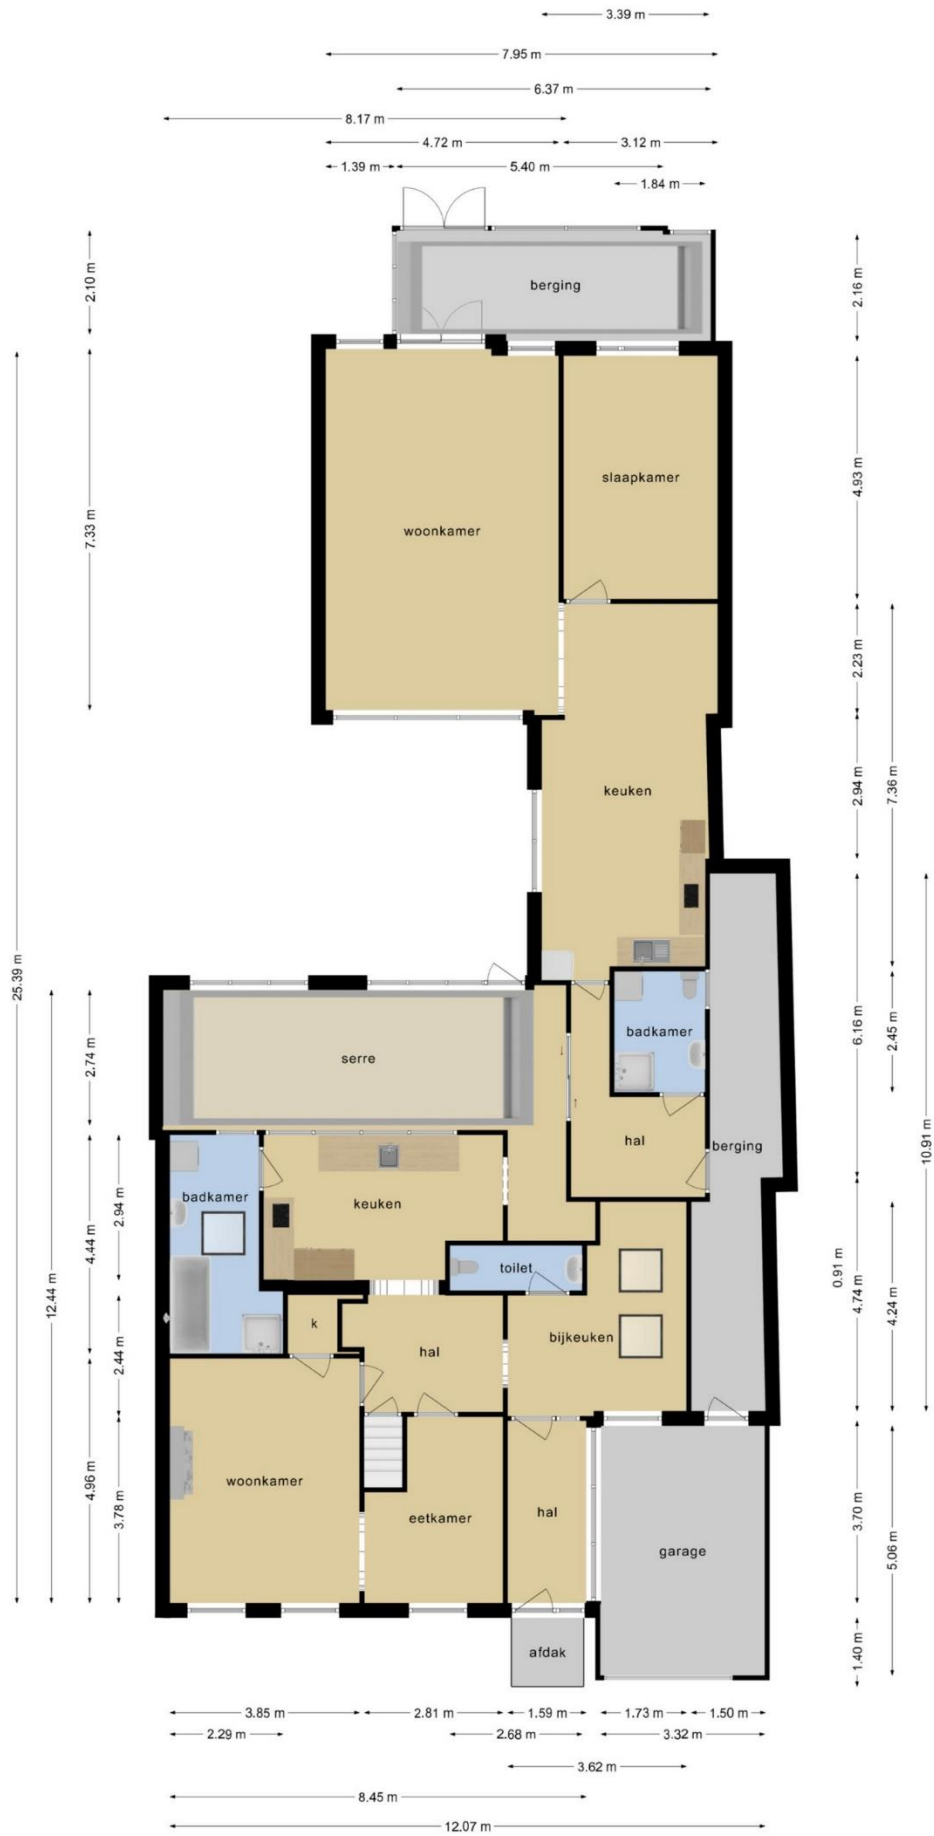 3.39 m
7.95 m
6.37 m
8.17 m
4.72 m 3.12 m
1.39 m 5.40 m
1.84 m
2.10 m
berging
2.16 m
7.33 m
4.93 m
slaapkamer
woonkamer
2.23 m
7.36 m
2.94 m
keuken
25.39 m
6.16 m
2.45 m
10.91 m
badkamer
serre
2.74 m
hal
berging
badkamer
keuken
2.94 m
4.44 m
12.44 m
toilet
0.91 m
4.74 m
4.24 m
k
hal
bijkeuken
2.44 m
woonkamer
4.96 m
3.78 m
eetkamer
hal
garage
3.70 m
5.06 m
afdak
1.40 m
3.85 m 2.81 m 1.59 m 1.73 m 1.50 m
2.29 m 2.68 m 3.32 m
3.62 m
8.45 m
12.07 m